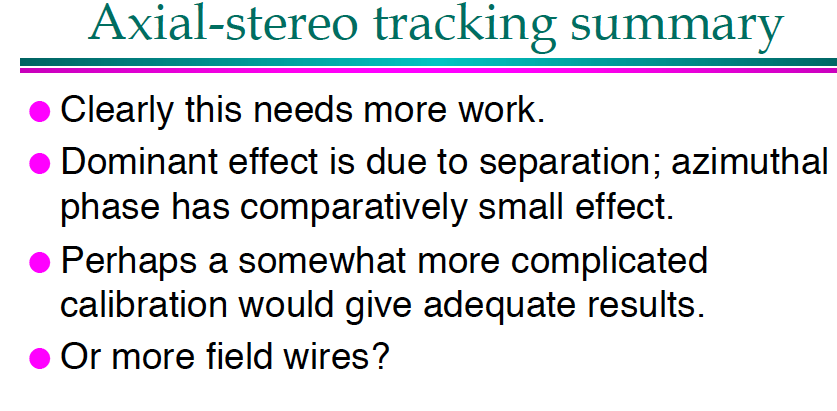 Axial-stereo tracking summary
Clearly this needs more work.
Dominant effect is due to separation; azimuthal
phase has comparatively small effect.
Perhaps a somewhat more complicated
calibration would give adequate results.
Or more field wires?